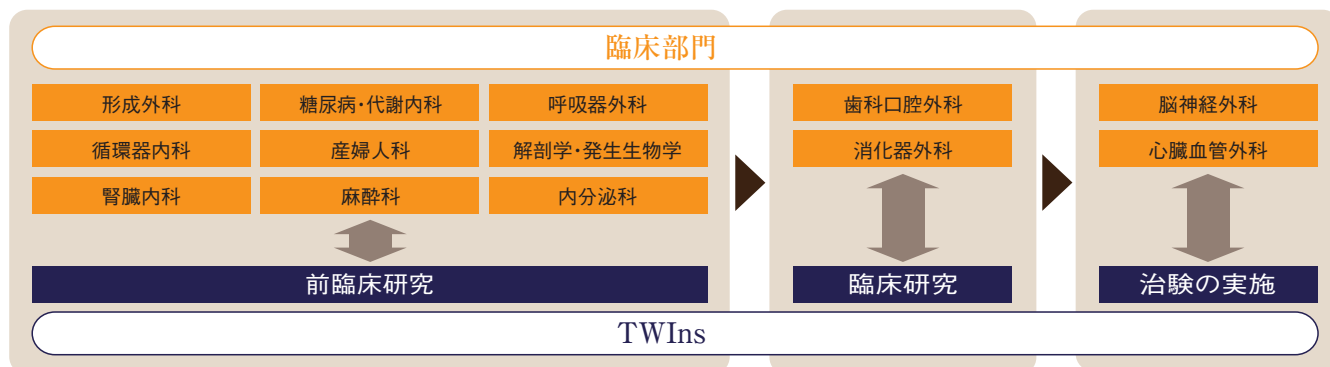 臨床部門
形成外科 糖尿病・代謝内科 呼吸器外科
循環器内科 産婦人科 解剖学・発生生物学
腎臓内科 麻酔科 内分泌科
前臨床研究
歯科口腔外科
消化器外科
臨床研究
脳神経外科
心臓血管外科
治験の実施
TWIns